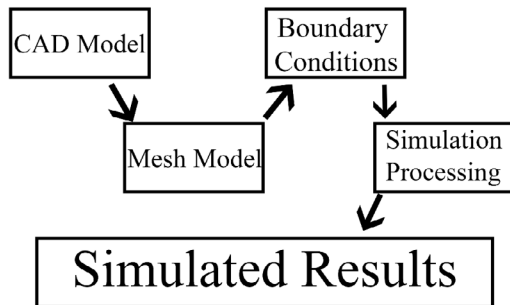 CAD Model
Mesh Model
Boundary
Conditions
Simulation
Processing
Simulated Results